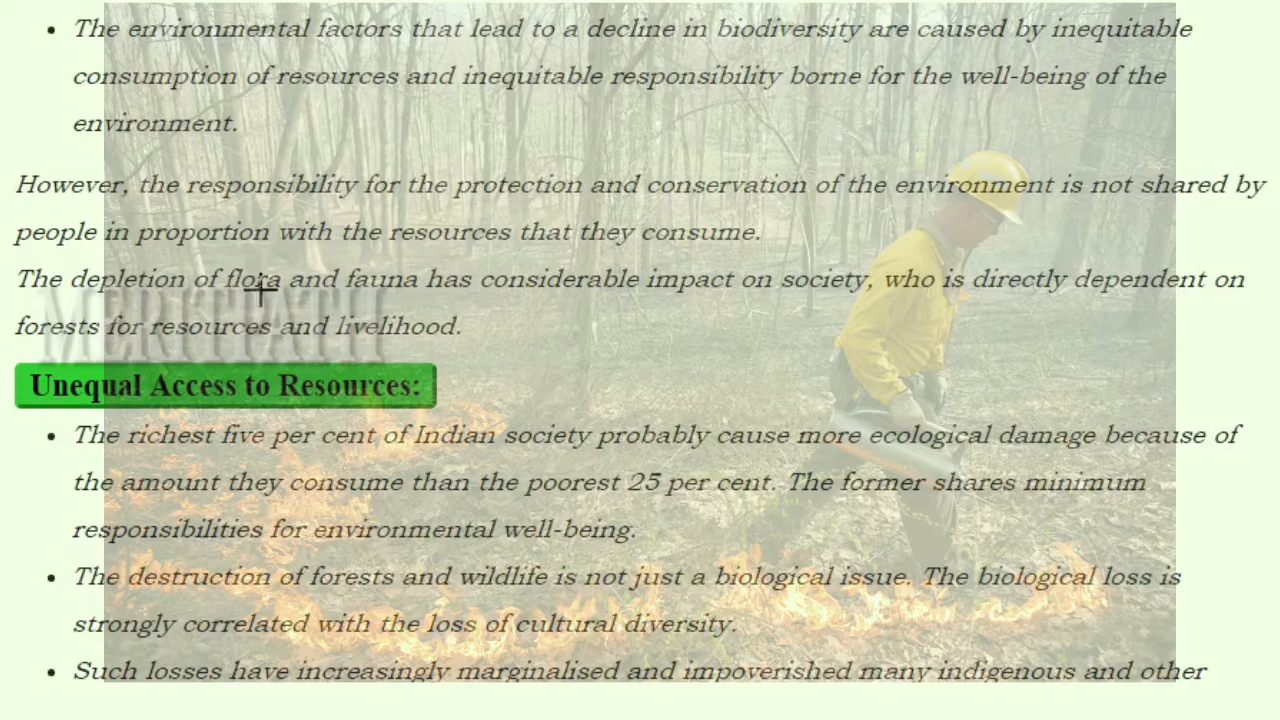 • The environmental factors that lead to a decline in biodiversity are caused by inequitable
consumption of resources and inequitable responsibility borne for the well-being of the
environment.
However, the responsibility for the protection and conservation of the environment is not shared by
people in proportion with the resources that they consume.
The depletion of flora and fauna has considerable impact on society, who is directly dependent on
forests for resources and livelihood.
MERITPATH
Unequal Access to Resources:
• The richest five per cent of Indian society probably cause more ecological damage because of
the amount they consume than the poorest 25 per cent. The former shares minimum
responsibilities for environmental well-being.
• The destruction of forests and wildlife is not just a biological issue. The biological loss is
strongly correlated with the loss of cultural diversity.
• Such losses have increasingly marginalised and impoverished many indigenous and other